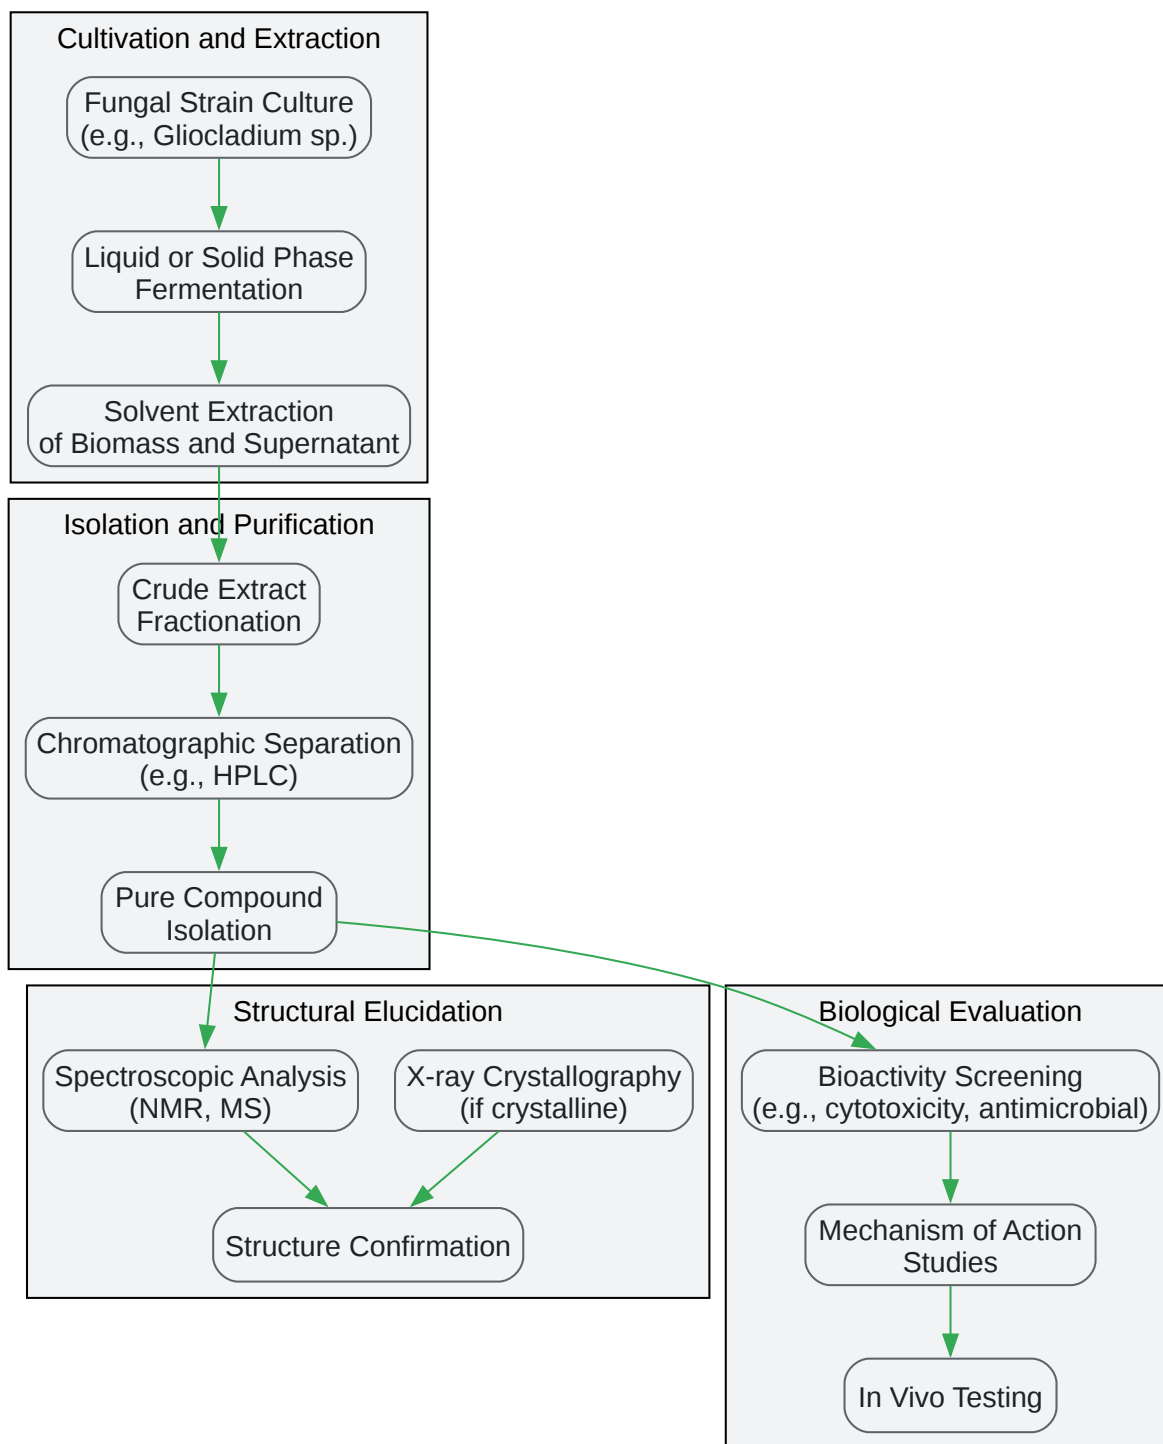 Cultivation and Extraction
Fungal Strain Culture
(e.g., Gliocladium sp.)
Liquid or Solid Phase
Fermentation
Solvent Extraction
of Biomass and Supernatant
Isolation and Purification
Crude Extract
Fractionation
Chromatographic Separation
(e.g., HPLC)
Pure Compound
Isolation
Structural Elucidation
Spectroscopic Analysis
(NMR, MS)
X-ray Crystallography
(if crystalline)
Structure Confirmation
Biological Evaluation
Bioactivity Screening
(e.g., cytotoxicity, antimicrobial)
Mechanism of Action
Studies
In Vivo Testing